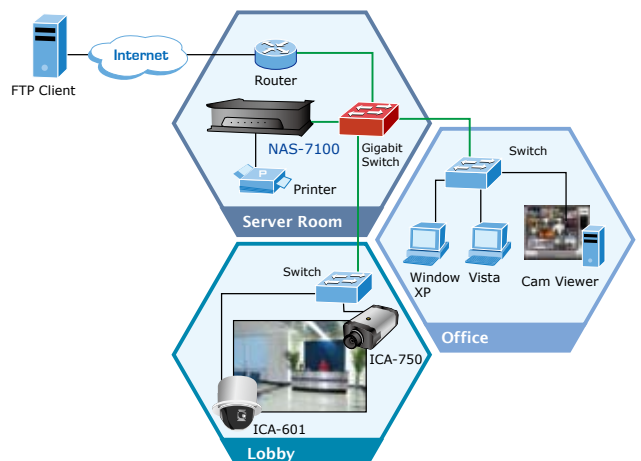 Internet
FTP Client
Router
NAS-7100
Gigabit
Switch
P
Printer
Server Room
Switch
Window
XP
Vista
Cam Viewer
Office
Switch
ICA-750
ICA-601
Lobby